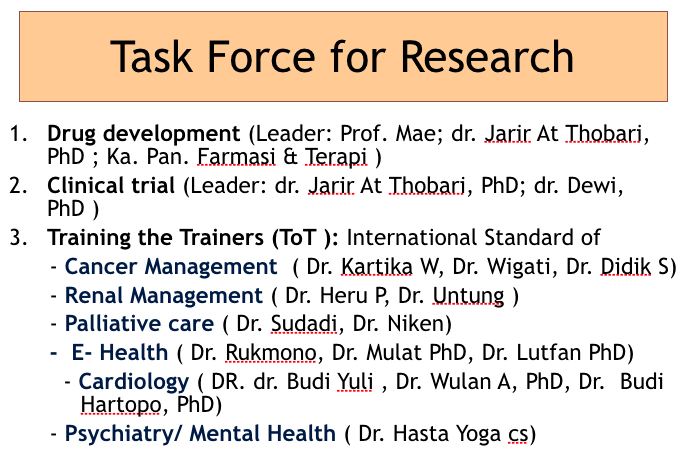 Task Force for Research
1. Drug development (Leader: Prof. Mae; dr. Jarir At Thobari,
PhD ; Ka. Pan. Farmasi & Terapi )
2. Clinical trial (Leader: dr. Jarir At Thobari, PhD; dr. Dewi,
PhD )
3. Training the Trainers (ToT ): International Standard of
- Cancer Management ( Dr. Kartika W, Dr. Wigati, Dr. Didik S)
- Renal Management ( Dr. Heru P, Dr. Untung )
- Palliative care ( Dr. Sudadi, Dr. Niken)
- E- Health ( Dr. Rukmono, Dr. Mulat PhD, Dr. Lutfan PhD)
- Cardiology ( DR. dr. Budi Yuli , Dr. Wulan A, PhD, Dr. Budi
Hartopo, PhD)
- Psychiatry/ Mental Health ( Dr. Hasta Yoga cs)